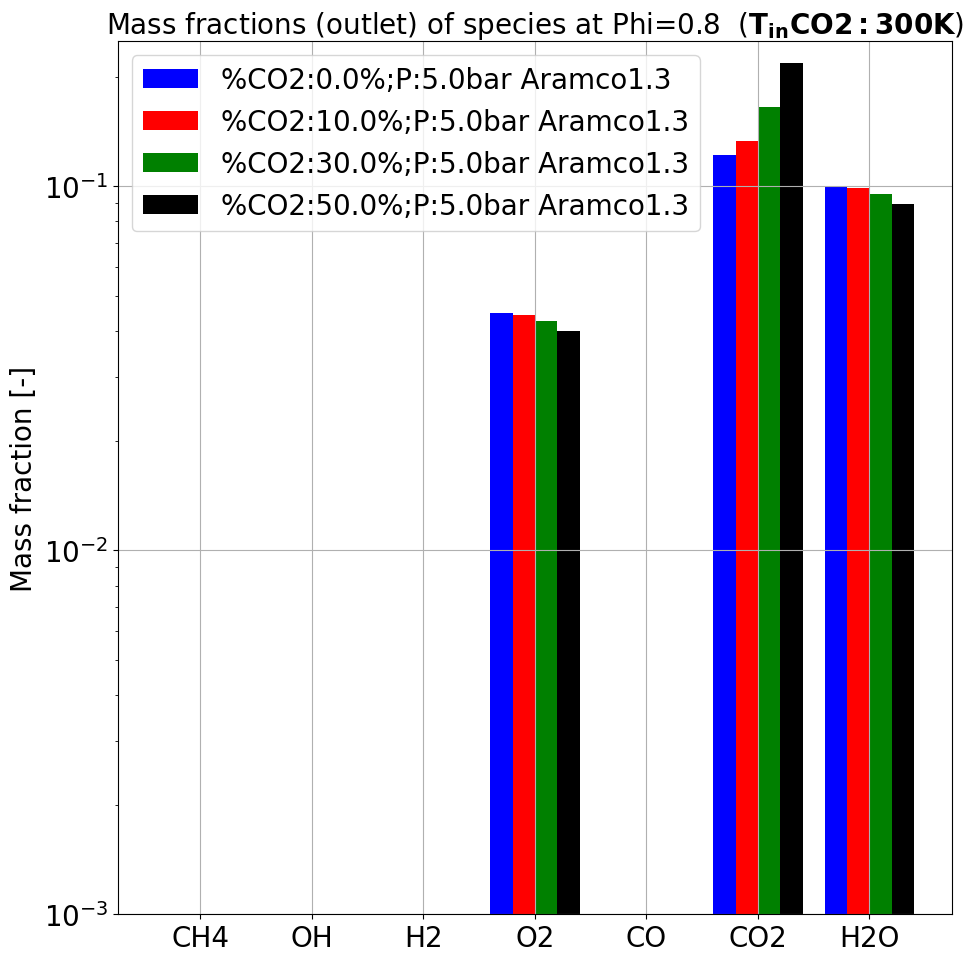 Mass fractions (outlet) of species at Phi=0.8 (T_inCO2 : 300K)
%CO2:0.0%;P:5.0bar Aramco1.3
%CO2:10.0%;P:5.0bar Aramco1.3
%CO2:30.0%;P:5.0bar Aramco1.3
%CO2:50.0%;P:5.0bar Aramco1.3
Mass fraction [-]
10⁻¹
10⁻²
10⁻³
CH4 OH H2 O2 CO CO2 H2O